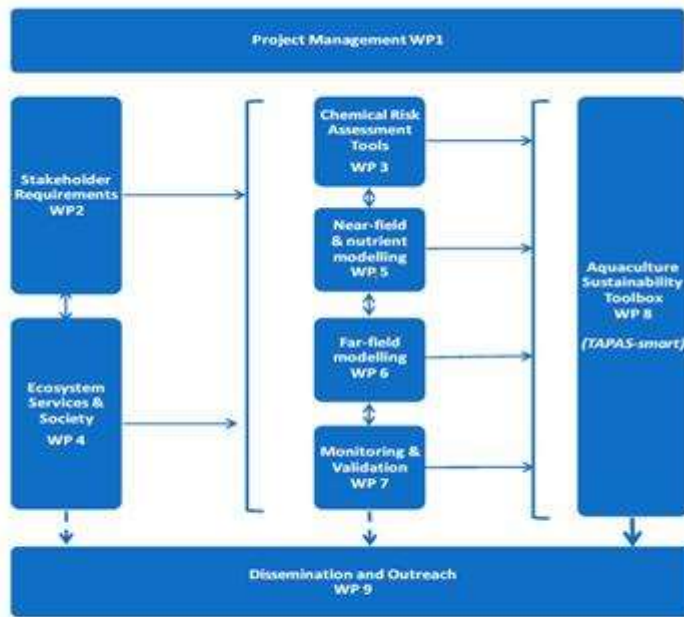 Project Management WP1
Stakeholder
Requirements
WP2
Ecosystem
Services &
Society
WP 4
Chemical Risk
Assessment
Tools
WP 3
Near-field
& nutrient
modelling
WP 5
Far-field
modelling
WP 6
Monitoring &
Validation
WP 7
Aquaculture
Sustainability
Toolbox
WP 8
(TAPAS-smart)
Dissemination and Outreach
WP 9